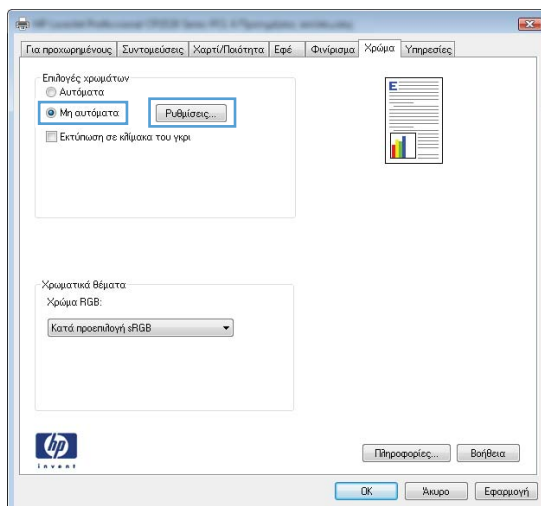 Για προχωρημένους Συντομεύσεις Χαρτί/Ποιότητα Εφέ Φινίρισμα Χρώμα Υπηρεσίες
Επιλογές χρωμάτων
Αυτόματα
Μη αυτόματα Ρυθμίσεις...
Εκτύπωση σε κλίμακα του γκρι
E
Χρωματικά θέματα
Χρώμα RGB:
Κατά προεπιλογή sRGB
hp
invent
Πληροφορίες... Βοήθεια
OK Άκυρο Εφαρμογή